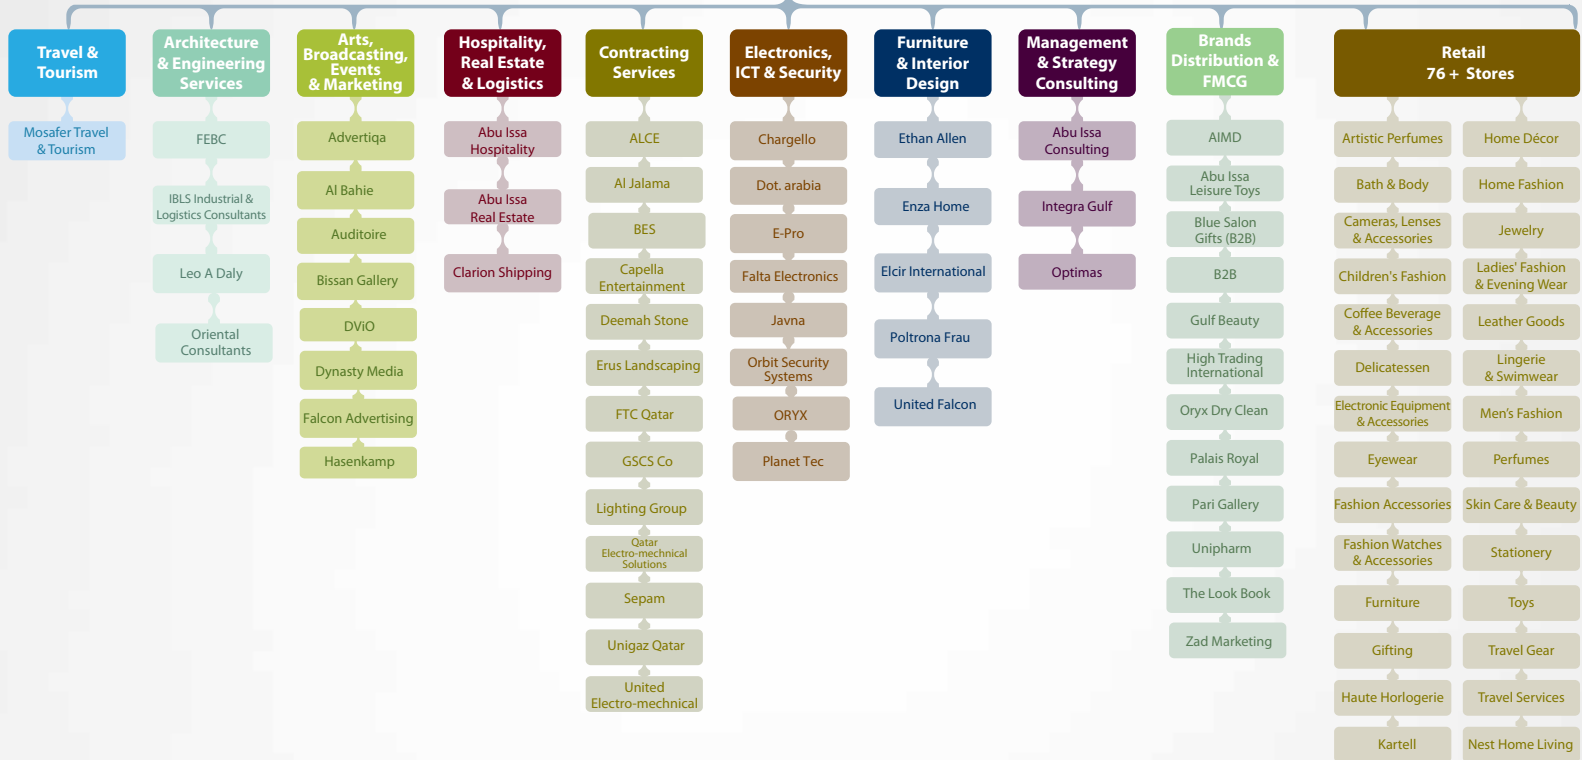 Travel &
Tourism
Mosafer Travel
& Tourism
Architecture
& Engineering
Services
FEBC
IBLS Industrial &
Logistics Consultants
Leo A Daly
Oriental
Consultants
Arts,
Broadcasting,
Events
& Marketing
Advertiqa
Al Bahie
Auditoire
Bissan Gallery
DViO
Dynasty Media
Falcon Advertising
Hasenkamp
Hospitality,
Real Estate
& Logistics
Abu Issa
Hospitality
Abu Issa
Real Estate
Clarion Shipping
Contracting
Services
ALCE
Al Jalama
BES
Capella
Entertainment
Deemah Stone
Erus Landscaping
FTC Qatar
GSCS Co
Lighting Group
Qatar
Electro-mechnical
Solutions
Sepam
Unigaz Qatar
United
Electro-mechnical
Electronics,
ICT & Security
Chargello
Dot. arabia
E-Pro
Falta Electronics
Javna
Orbit Security
Systems
ORYX
Planet Tec
Furniture
& Interior
Design
Ethan Allen
Enza Home
Elcir International
Poltrona Frau
United Falcon
Management
& Strategy
Consulting
Abu Issa
Consulting
Integra Gulf
Optimas
Brands
Distribution &
FMCG
AIMD
Abu Issa
Leisure Toys
Blue Salon
Gifts (B2B)
B2B
Gulf Beauty
High Trading
International
Oryx Dry Clean
Palais Royal
Pari Gallery
Unipharm
The Look Book
Zad Marketing
Retail
76 + Stores
Artistic Perfumes
Bath & Body
Cameras, Lenses
& Accessories
Children's Fashion
Coffee Beverage
& Accessories
Delicatessen
Electronic Equipment
& Accessories
Eyewear
Fashion Accessories
Fashion Watches
& Accessories
Furniture
Gifting
Haute Horlogerie
Kartell
Home Décor
Home Fashion
Jewelry
Ladies' Fashion
& Evening Wear
Leather Goods
Lingerie
& Swimwear
Men's Fashion
Perfumes
Skin Care & Beauty
Stationery
Toys
Travel Gear
Travel Services
Nest Home Living